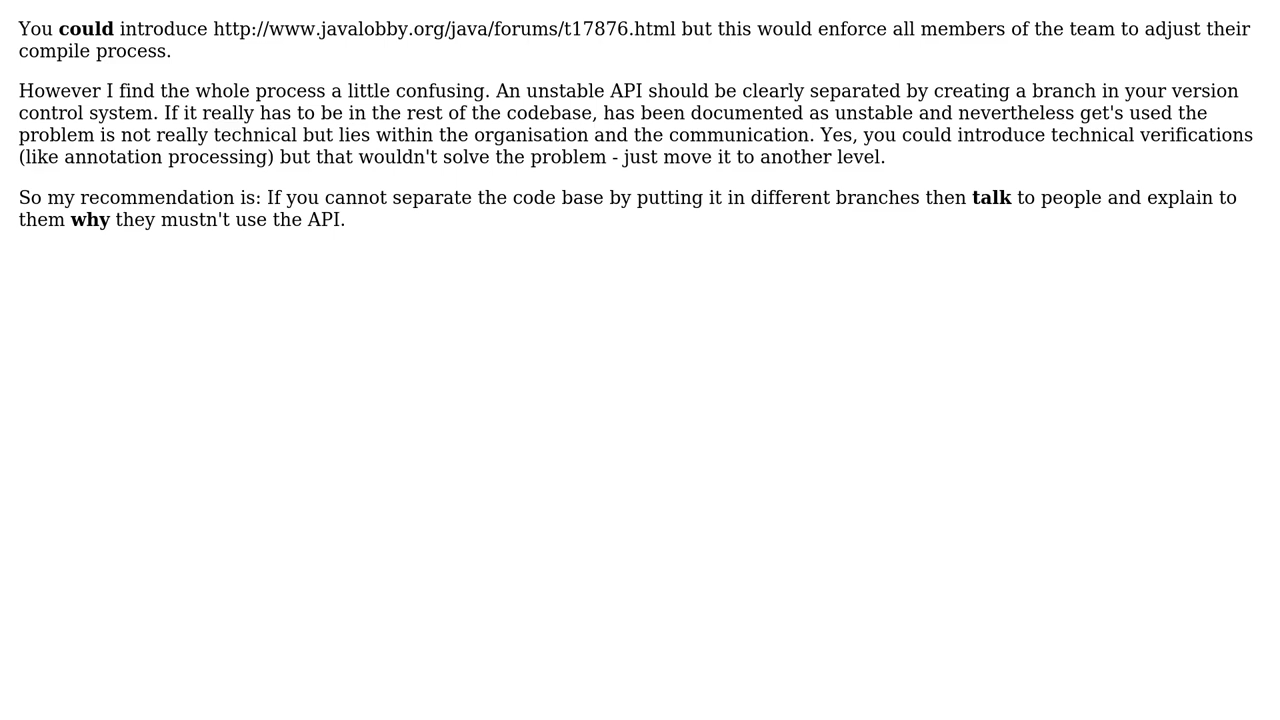 You could introduce http://www.javalobby.org/java/forums/t17876.html but this would enforce all members of the team to adjust their
compile process.
However I find the whole process a little confusing. An unstable API should be clearly separated by creating a branch in your version
control system. If it really has to be in the rest of the codebase, has been documented as unstable and nevertheless get's used the
problem is not really technical but lies within the organisation and the communication. Yes, you could introduce technical verifications
(like annotation processing) but that wouldn't solve the problem - just move it to another level.
So my recommendation is: If you cannot separate the code base by putting it in different branches then talk to people and explain to
them why they mustn't use the API.